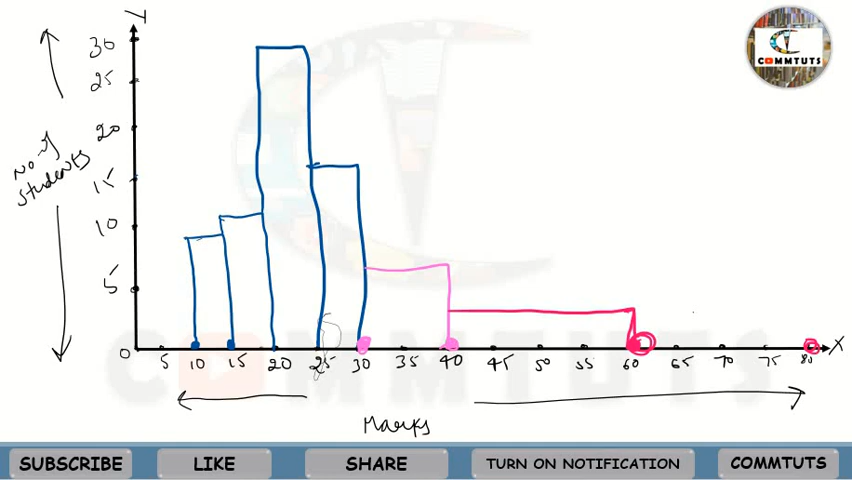 Y
30
25
20
15
10
5
0
No of
students
5 10 15 20 25 30 35 40 45 50 55 60 65 70 75 80 X
Marks
COMMTUTS
COMMTUTS
SUBSCRIBE LIKE SHARE TURN ON NOTIFICATION COMMTUTS